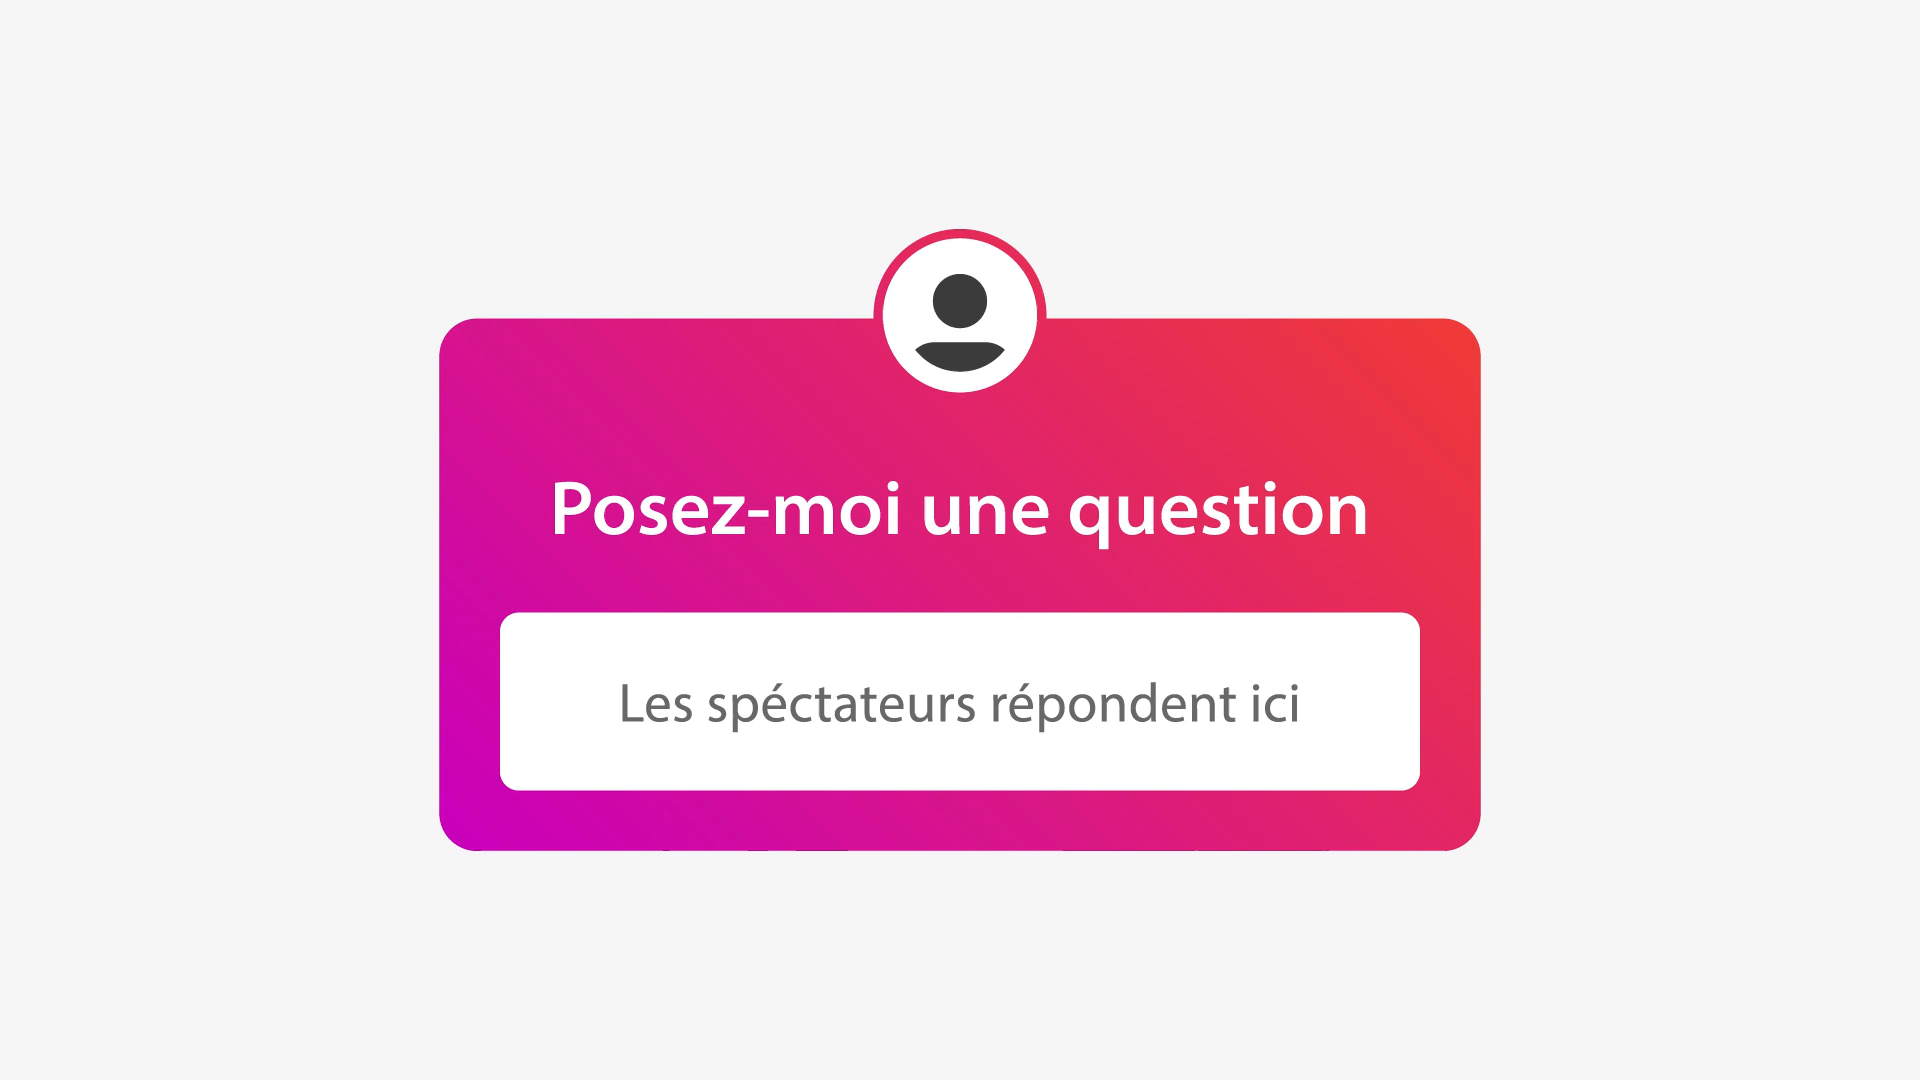 Posez-moi une question
Les spéctateurs répondent ici